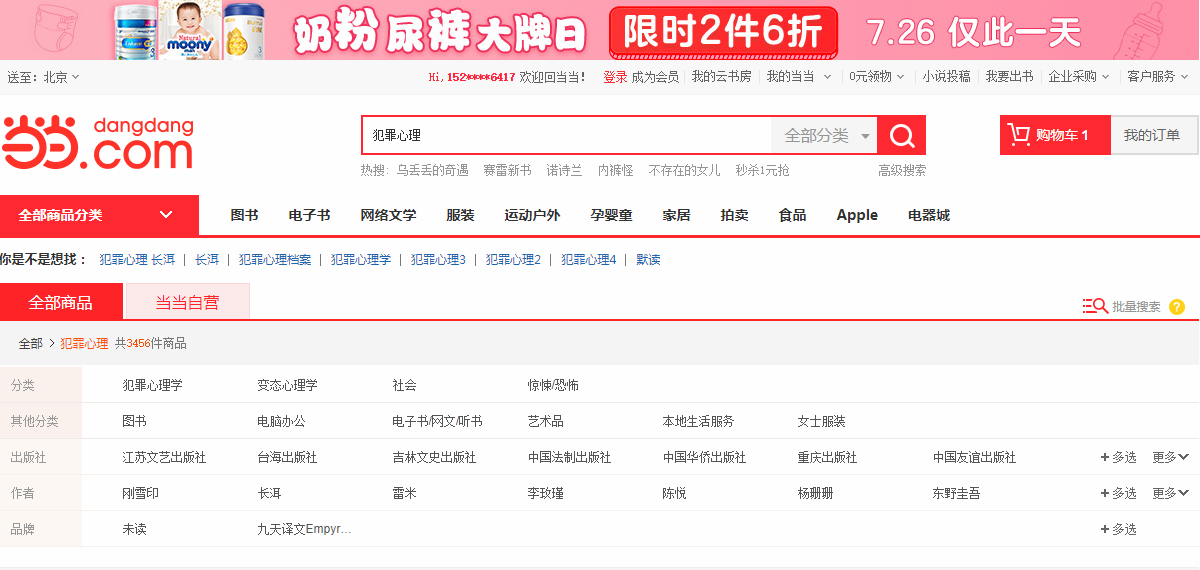 moony
奶粉尿裤大牌日 限时2件6折 7.26 仅此一天
送至：北京 Hi,152****6417 欢迎回当当！ 登录 成为会员 我的云书房 我的当当 0元领物 小说投稿 我要出书 企业采购 客户服务
当当 dangdang.com
犯罪心理 全部分类 购物车 1 我的订单
热搜：乌丢丢的奇遇 赛雷新书 诺诗兰 内裤怪 不存在的女儿 秒杀1元抢 高级搜索
全部商品分类 图书 电子书 网络文学 服装 运动户外 孕婴童 家居 拍卖 食品 Apple 电器城
你是不是想找： 犯罪心理 长洱 | 长洱 | 犯罪心理档案 | 犯罪心理学 | 犯罪心理3 | 犯罪心理2 | 犯罪心理4 | 默读
全部商品 当当自营 批量搜索 ?
全部 > 犯罪心理 共3456件商品
分类 犯罪心理学 变态心理学 社会 惊悚/恐怖
其他分类 图书 电脑办公 电子书/网文/听书 艺术品 本地生活服务 女士服装
出版社 江苏文艺出版社 台海出版社 吉林文史出版社 中国法制出版社 中国华侨出版社 重庆出版社 中国友谊出版社 +多选 更多
作者 刚雪印 长洱 雷米 李玫瑾 陈悦 杨姗姗 东野圭吾 +多选 更多
品牌 未读 九天译文Empyr... +多选